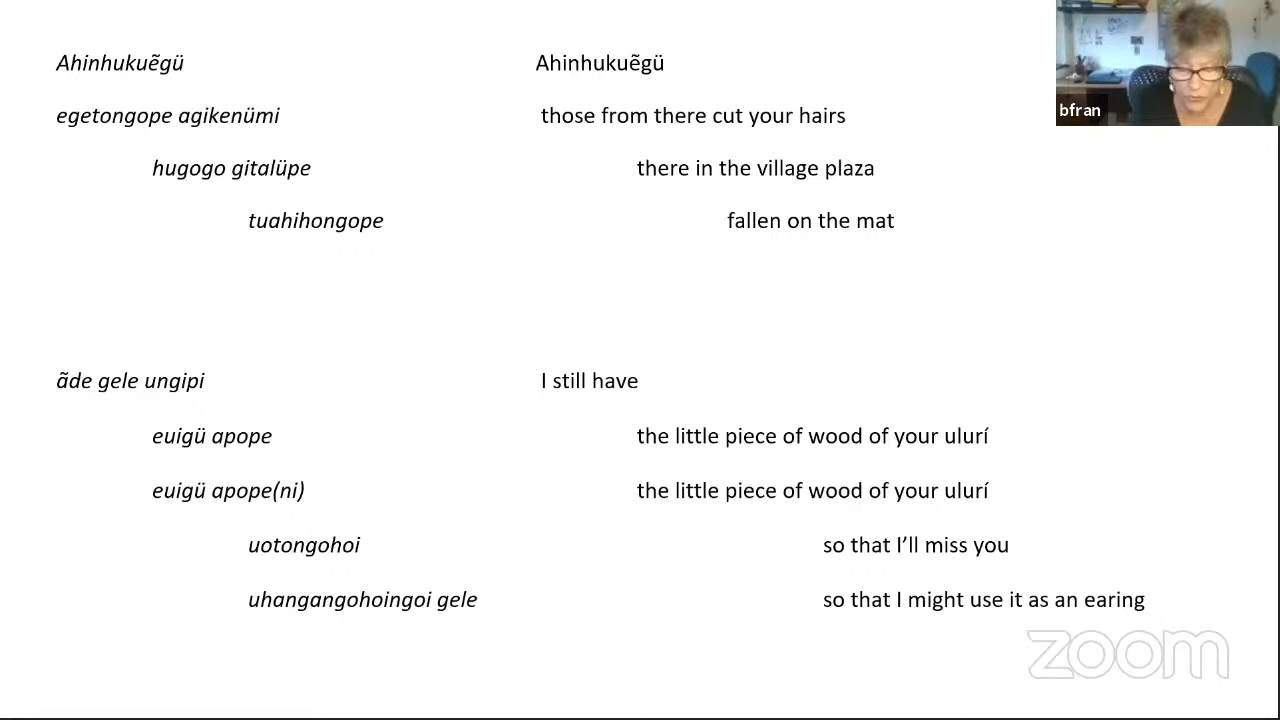 Ahinhukuẽgü Ahinhukuẽgü
egetongope agikenümi those from there cut your hairs
hugogo gitalüpe there in the village plaza
tuahihongope fallen on the mat
ãde gele ungipi I still have
euigü apope the little piece of wood of your ulurí
euigü apope(ni) the little piece of wood of your ulurí
uotongohoi so that I’ll miss you
uhangangohoingoi gele so that I might use it as an earing
bfran
zoom